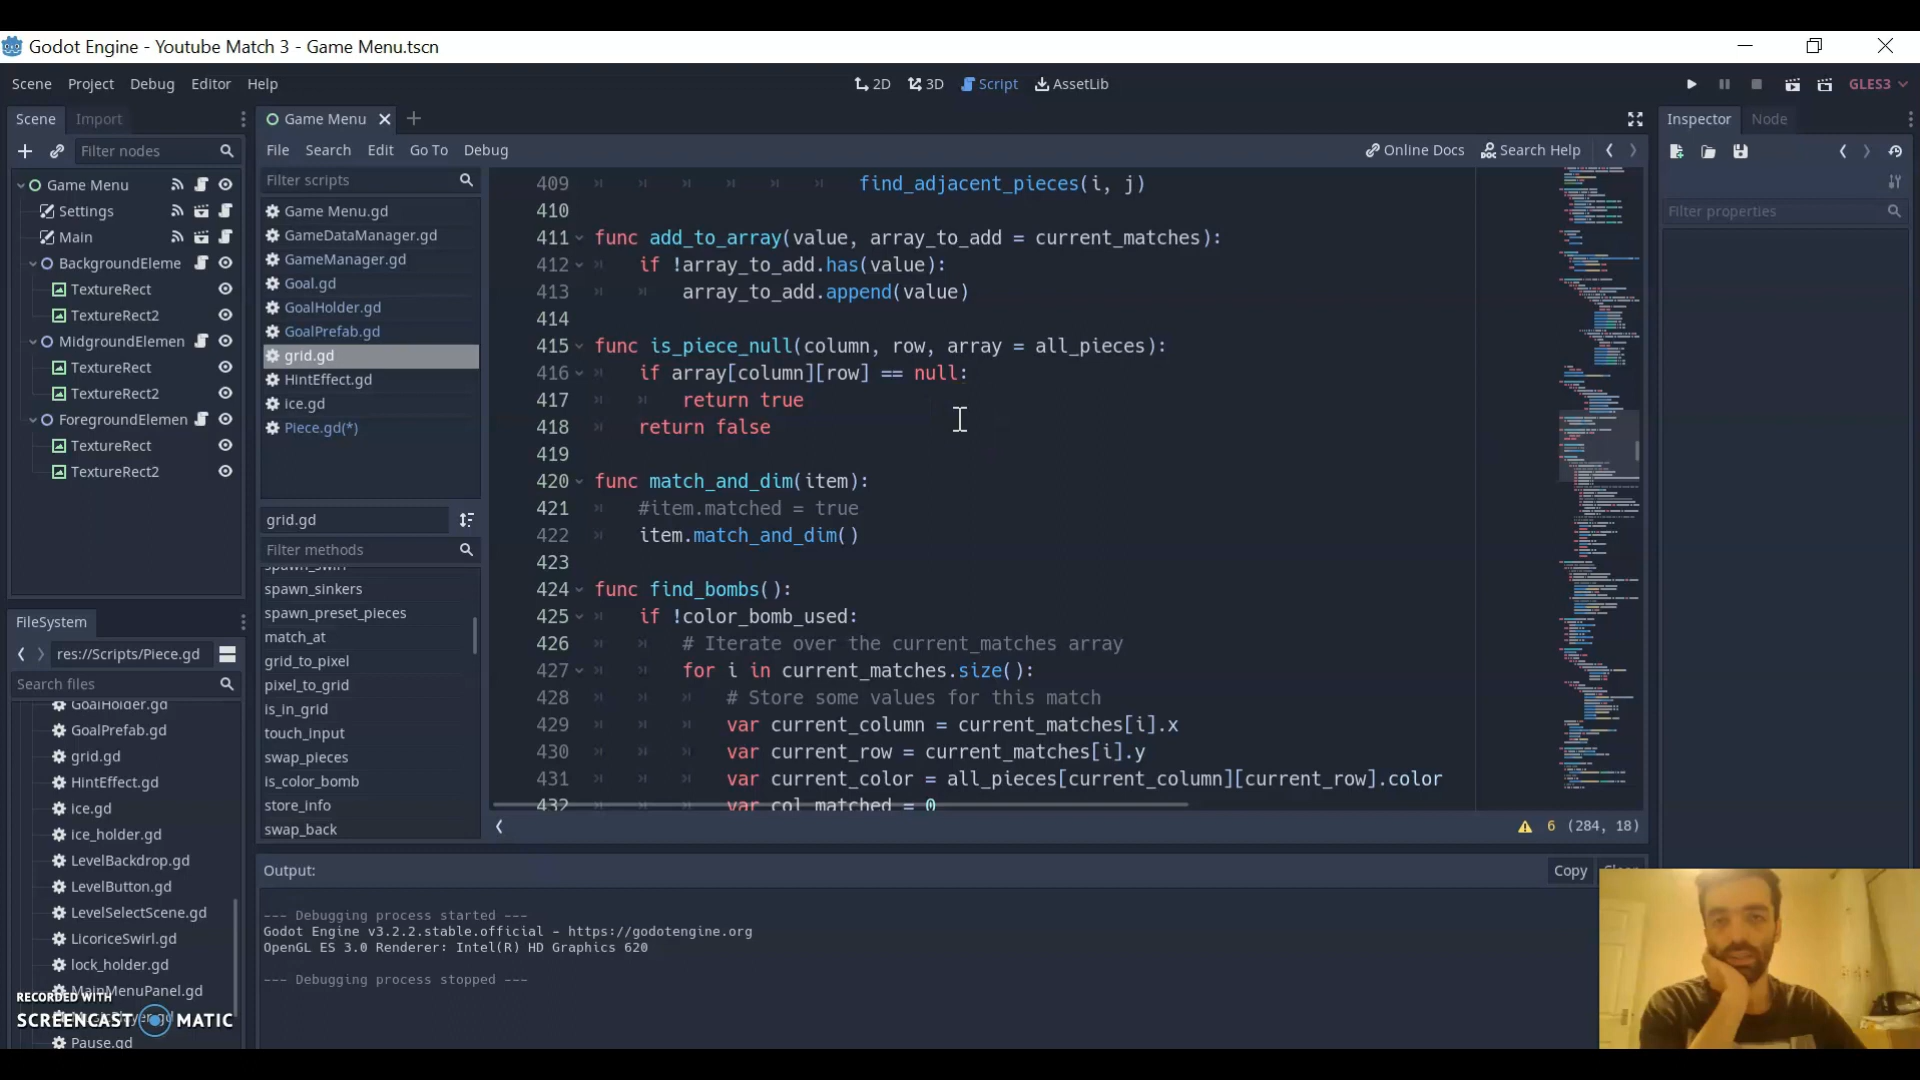 Godot Engine - Youtube Match 3 - Game Menu.tscn
Scene Project Debug Editor Help
2D 3D Script AssetLib
GLES3
Scene Import
Filter nodes
Game Menu
Settings
Main
BackgroundEleme
TextureRect
TextureRect2
MidgroundElemen
TextureRect
TextureRect2
ForegroundElemen
TextureRect
TextureRect2
FileSystem
res://Scripts/Piece.gd
Search files
GoalHolder.gd
GoalPrefab.gd
grid.gd
HintEffect.gd
ice.gd
ice_holder.gd
LevelBackdrop.gd
LevelButton.gd
LevelSelectScene.gd
LicoriceSwirl.gd
lock_holder.gd
MainMenuPanel.gd
Pause.gd
RECORDED WITH
SCREENCAST MATIC
Game Menu
File Search Edit Go To Debug
Online Docs Search Help
Filter scripts
Game Menu.gd
GameDataManager.gd
GameManager.gd
Goal.gd
GoalHolder.gd
GoalPrefab.gd
grid.gd
HintEffect.gd
ice.gd
Piece.gd(*)
grid.gd
Filter methods
spawn_swirl
spawn_sinkers
spawn_preset_pieces
match_at
grid_to_pixel
pixel_to_grid
is_in_grid
touch_input
swap_pieces
is_color_bomb
store_info
swap_back
409 find_adjacent_pieces(i, j)
410
411 func add_to_array(value, array_to_add = current_matches):
412 if !array_to_add.has(value):
413 array_to_add.append(value)
414
415 func is_piece_null(column, row, array = all_pieces):
416 if array[column][row] == null:
417 return true
418 return false
419
420 func match_and_dim(item):
421 #item.matched = true
422 item.match_and_dim()
423
424 func find_bombs():
425 if !color_bomb_used:
426 # Iterate over the current_matches array
427 for i in current_matches.size():
428 # Store some values for this match
429 var current_column = current_matches[i].x
430 var current_row = current_matches[i].y
431 var current_color = all_pieces[current_column][current_row].color
432 var col_matched = 0
6 (284, 18)
Output:
Copy
--- Debugging process started ---
Godot Engine v3.2.2.stable.official - https://godotengine.org
OpenGL ES 3.0 Renderer: Intel(R) HD Graphics 620
--- Debugging process stopped ---
Inspector Node
Filter properties